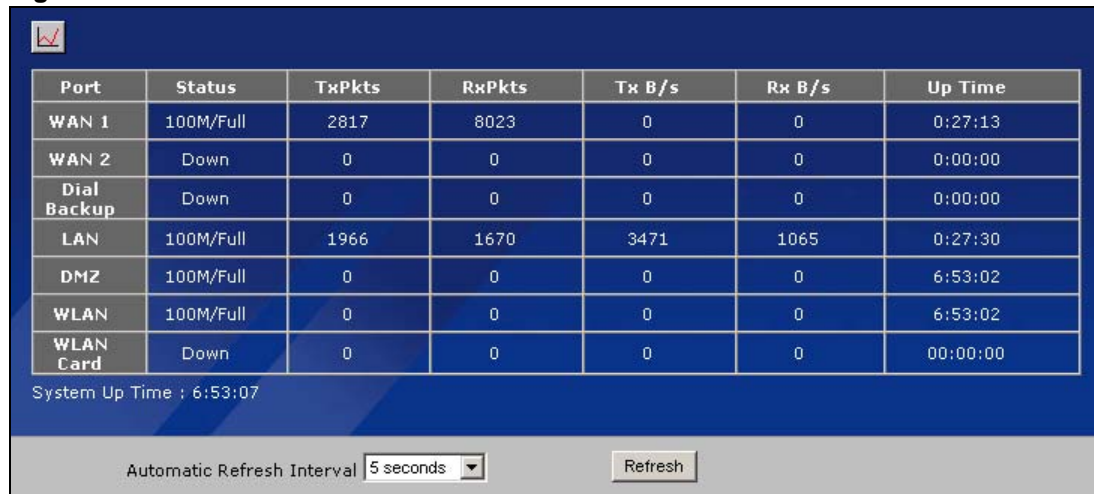 Port Status TxPkts RxPkts Tx B/s Rx B/s Up Time
WAN 1 100M/Full 2817 8023 0 0 0:27:13
WAN 2 Down 0 0 0 0 0:00:00
Dial Backup Down 0 0 0 0 0:00:00
LAN 100M/Full 1966 1670 3471 1065 0:27:30
DMZ 100M/Full 0 0 0 0 6:53:02
WLAN 100M/Full 0 0 0 0 6:53:02
WLAN Card Down 0 0 0 0 00:00:00
System Up Time : 6:53:07
Automatic Refresh Interval 5 seconds Refresh